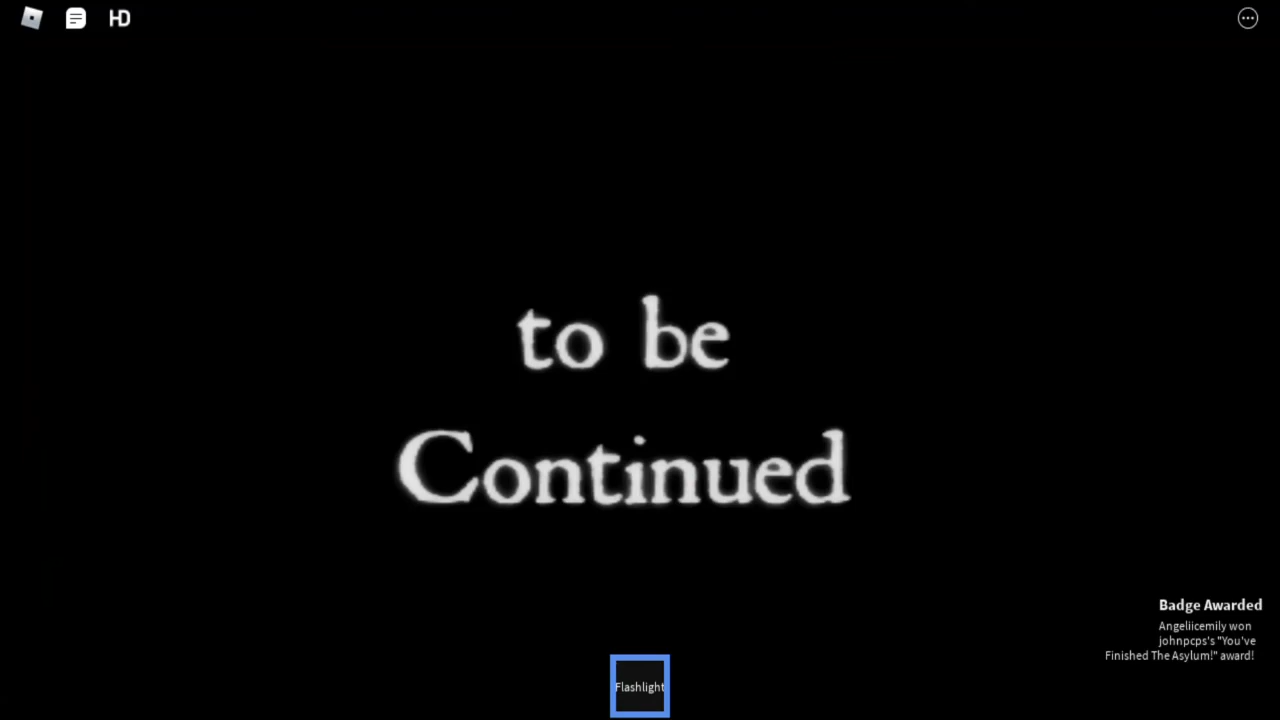 HD
to be
Continued
Badge Awarded
Angeliicemily won
johnpcps's "You've
Finished The Asylum!" award!
Flashlight